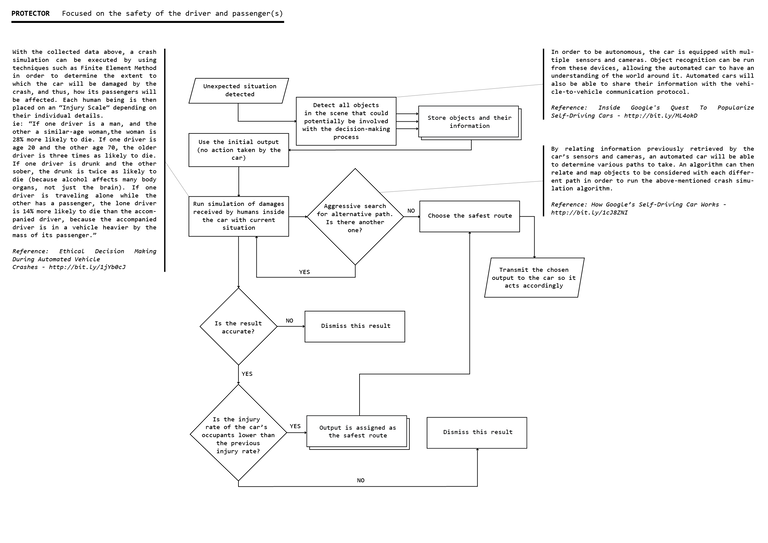 PROTECTOR Focused on the safety of the driver and passenger(s)
With the collected data above, a crash
simulation can be executed by using
techniques such as Finite Element Method
in order to determine the extent to
which the car will be damaged by the
crash, and thus, how its passengers will
be affected. Each human being is then
placed on an "Injury Scale" depending on
their individual details.
ie: "If one driver is a man, and the
other a similar-age woman,the woman is
28% more likely to die. If one driver is
age 20 and the other age 70, the older
driver is three times as likely to die.
If one driver is drunk and the other
sober, the drunk is twice as likely to
die (because alcohol affects many body
organs, not just the brain). If one
driver is traveling alone while the
other has a passenger, the lone driver
is 14% more likely to die than the accom-
panied driver, because the accompanied
driver is in a vehicle heavier by the
mass of its passenger."
Reference: Ethical Decision Making
During Automated Vehicle
Crashes - http://bit.ly/1jYb0cJ
Unexpected situation
detected
Detect all objects
in the scene that could
potentially be involved
with the decision-making
process
Store objects and their
information
Use the initial output
(no action taken by the
car)
Run simulation of damages
received by humans inside
the car with current
situation
Aggressive search
for alternative path.
Is there another
one?
NO
Choose the safest route
YES
Transmit the chosen
output to the car so it
acts accordingly
Is the result
accurate?
NO
Dismiss this result
YES
Is the injury
rate of the car's
occupants lower than
the previous
injury rate?
YES
Output is assigned as
the safest route
Dismiss this result
NO
In order to be autonomous, the car is equipped with mul-
tiple sensors and cameras. Object recognition can be run
from these devices, allowing the automated car to have an
understanding of the world around it. Automated cars will
also be able to share their information with the vehi-
cle-to-vehicle communication protocol.
Reference: Inside Google's Quest To Popularize
Self-Driving Cars - http://bit.ly/HL4okD
By relating information previously retrieved by the
car's sensors and cameras, an automated car will be able
to determine various paths to take. An algorithm can then
relate and map objects to be considered with each differ-
ent path in order to run the above-mentioned crash simu-
lation algorithm.
Reference: How Google's Self-Driving Car Works -
http://bit.ly/1cJ8ZNI